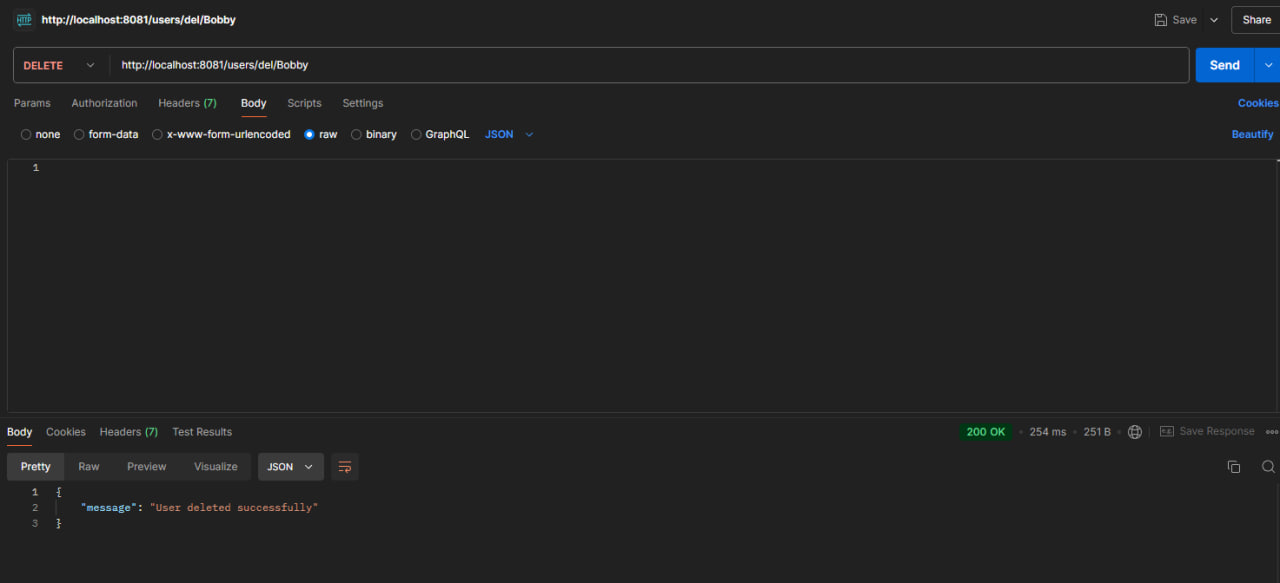 HTTP http://localhost:8081/users/del/Bobby Save Share
DELETE http://localhost:8081/users/del/Bobby Send
Params Authorization Headers (7) Body Scripts Settings Cookies
none form-data x-www-form-urlencoded raw binary GraphQL JSON Beautify
1
Body Cookies Headers (7) Test Results 200 OK • 254 ms • 251 B • Save Response
Pretty Raw Preview Visualize JSON
1 {
2 "message": "User deleted successfully"
3 }